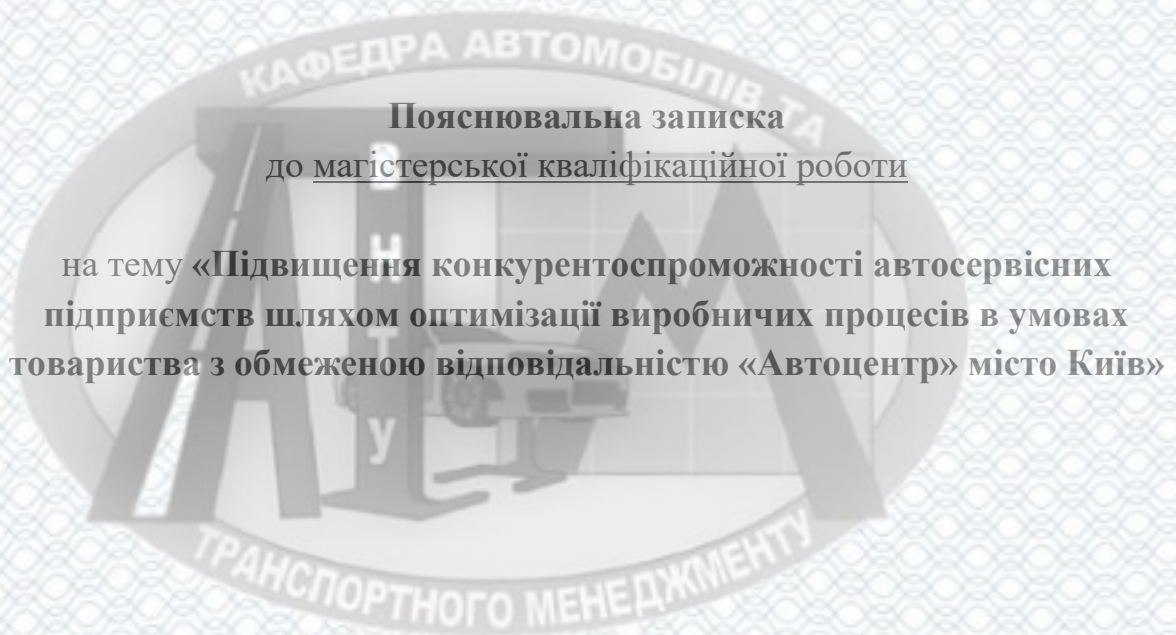 КАФЕДРА АВТОМОБІЛІВ ТА
Пояснювальна записка
до магістерської кваліфікаційної роботи
на тему «Підвищення конкурентоспроможності автосервісних
підприємств шляхом оптимізації виробничих процесів в умовах
товариства з обмеженою відповідальністю «Автоцентр» місто Київ»
В
Н
Т
У
ТРАНСПОРТНОГО МЕНЕДЖМЕНТУ